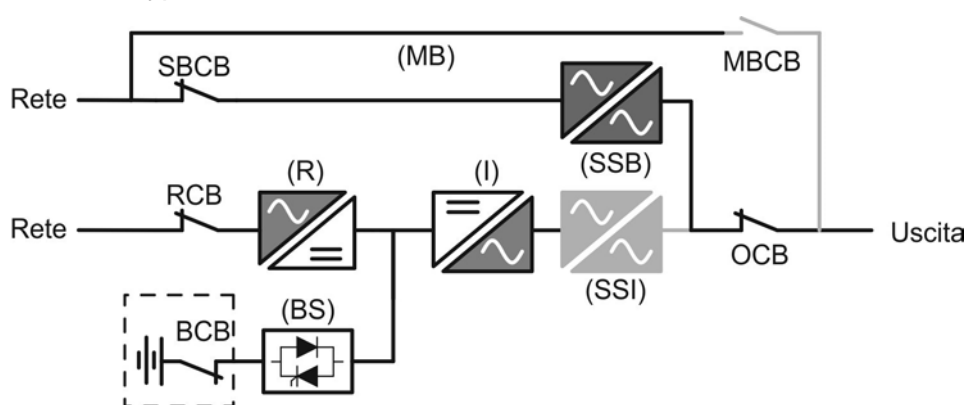 (MB)
MBCB
SBCB
Rete
(SSB)
(R)
(I)
RCB
Rete
Uscita
OCB
(SSI)
(BS)
BCB